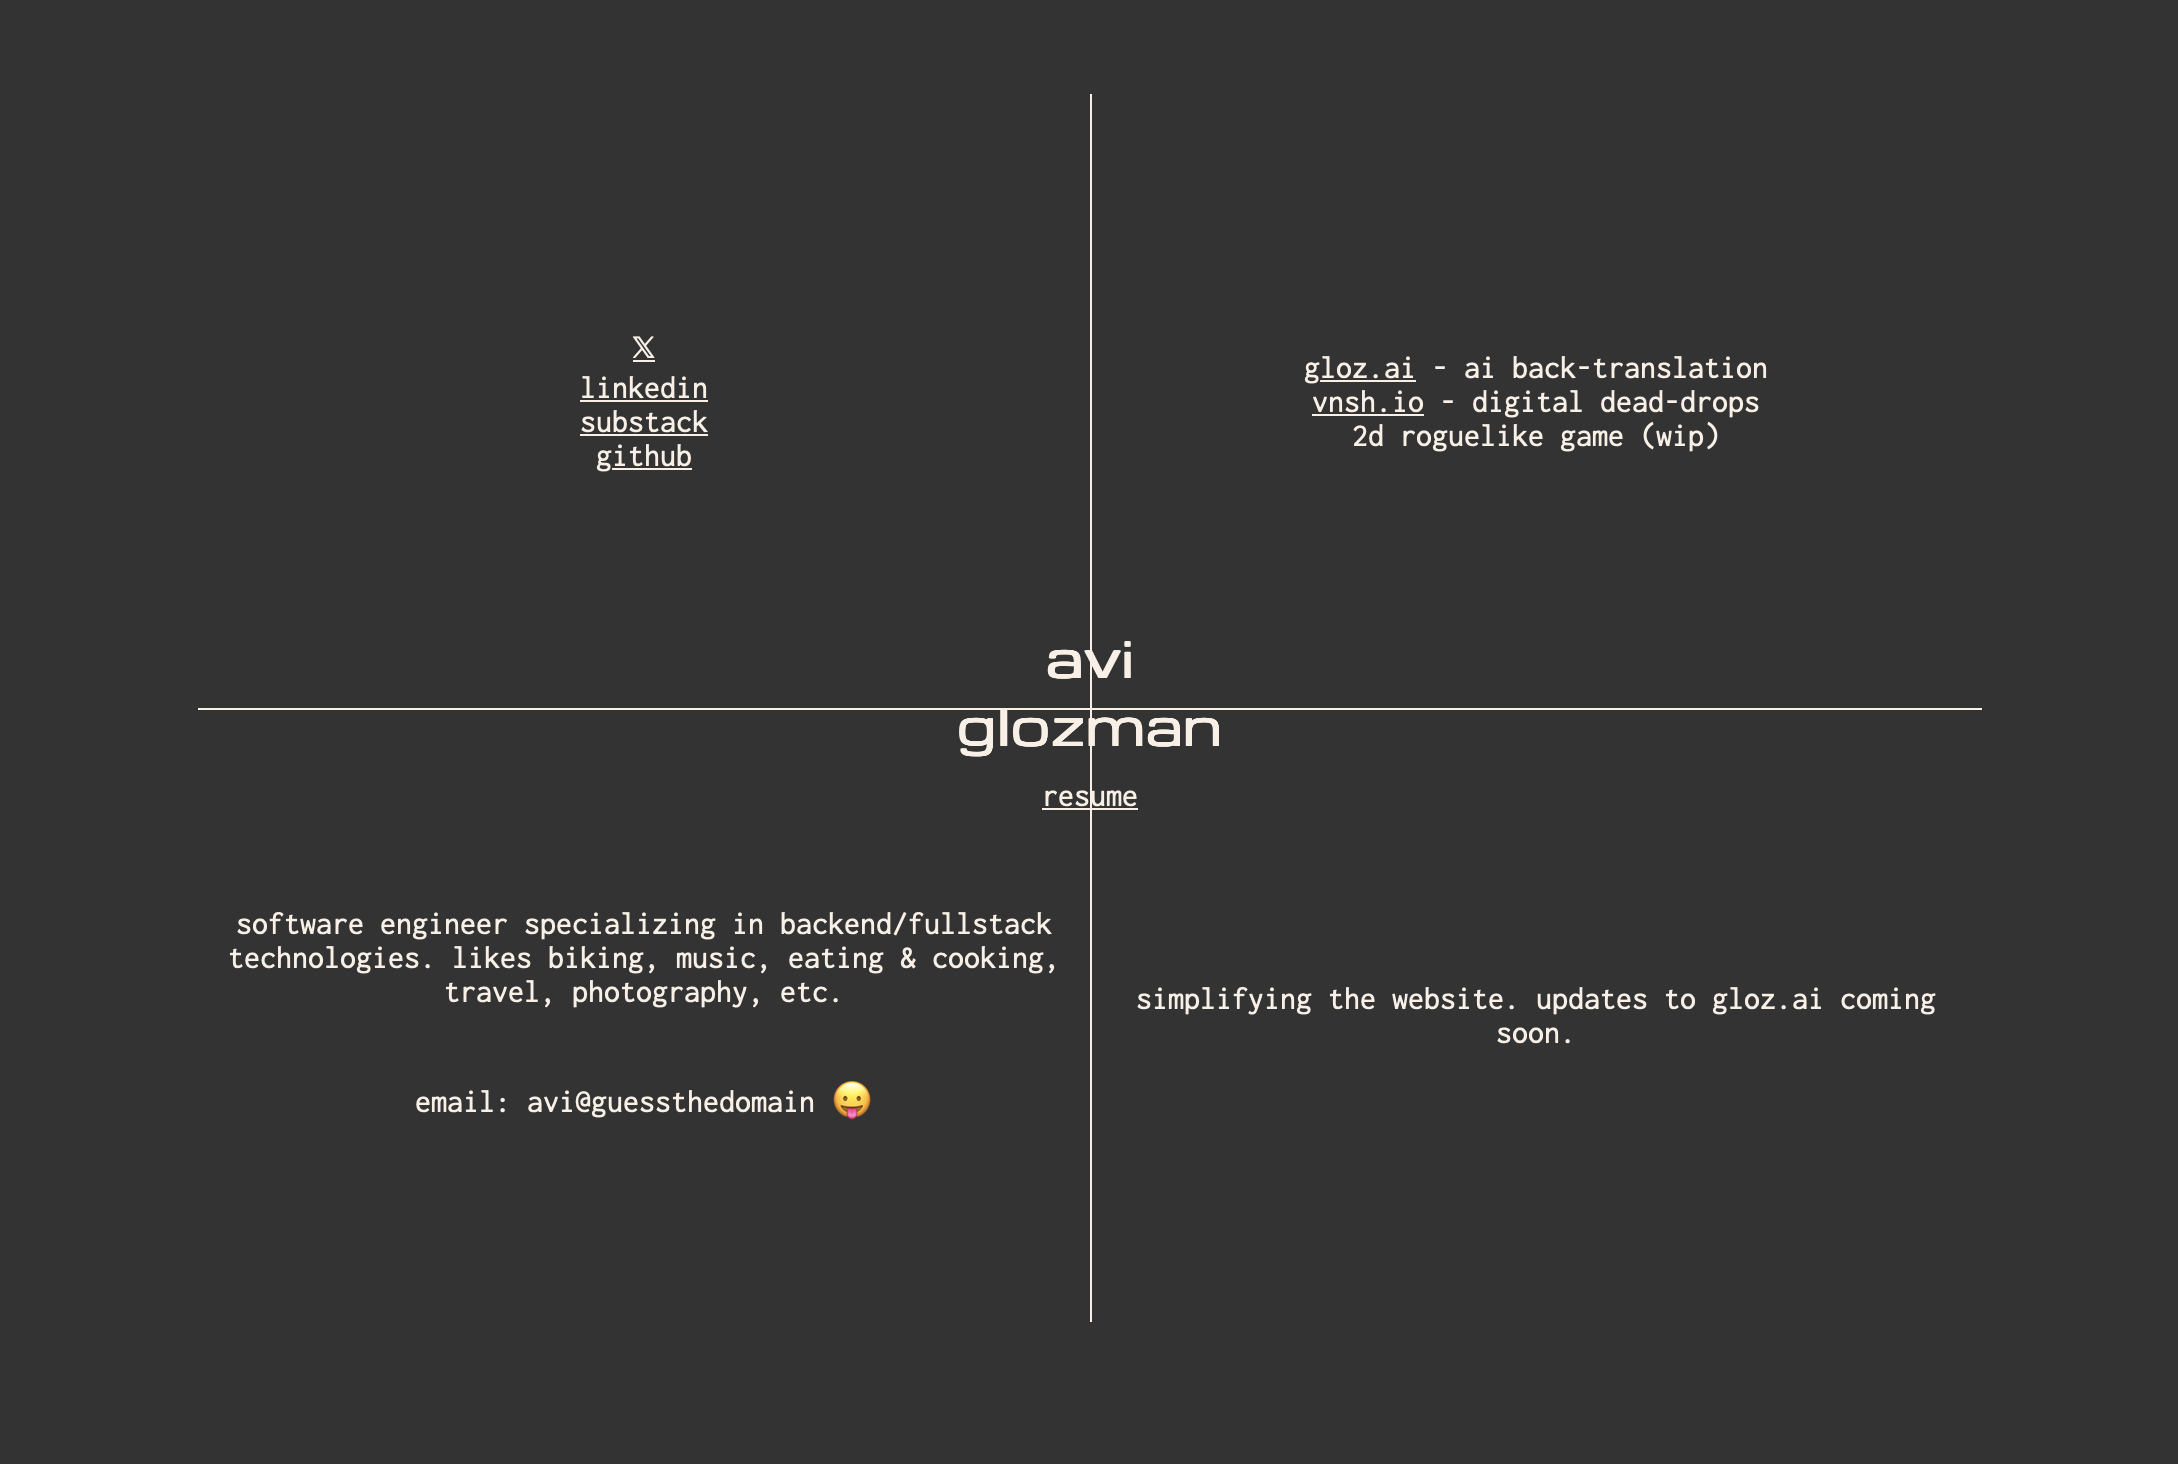 𝕏
linkedin
substack
github
gloz.ai - ai back-translation
vnsh.io - digital dead-drops
2d roguelike game (wip)
avi
glozman
resume
software engineer specializing in backend/fullstack
technologies. likes biking, music, eating & cooking,
travel, photography, etc.
email: avi@guessthedomain 😛
simplifying the website. updates to gloz.ai coming
soon.